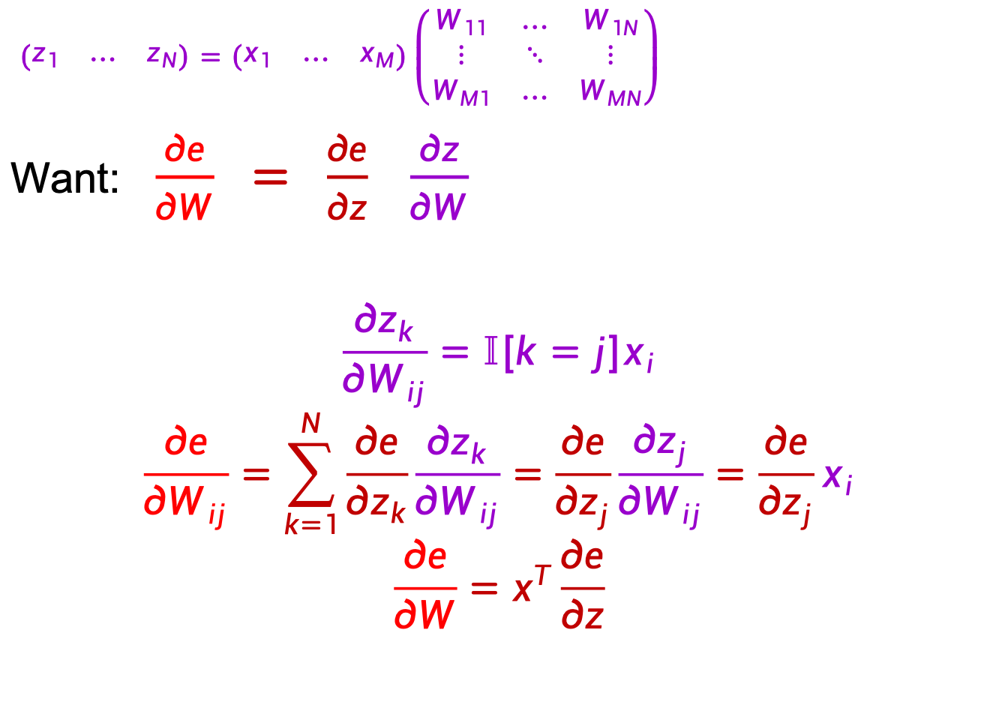 (z₁ … z_N) = (x₁ … x_M) (W₁₁ … W₁N ⋮ ⋱ ⋮ W_M1 … W_MN)
Want: ∂e/∂W = ∂e/∂z ∂z/∂W
∂z_k/∂W_ij = 𝕀[k = j]x_i
∂e/∂W_ij = ∑_{k=1}^{N} ∂e/∂z_k ∂z_k/∂W_ij = ∂e/∂z_j ∂z_j/∂W_ij = ∂e/∂z_j x_i
∂e/∂W = x^T ∂e/∂z